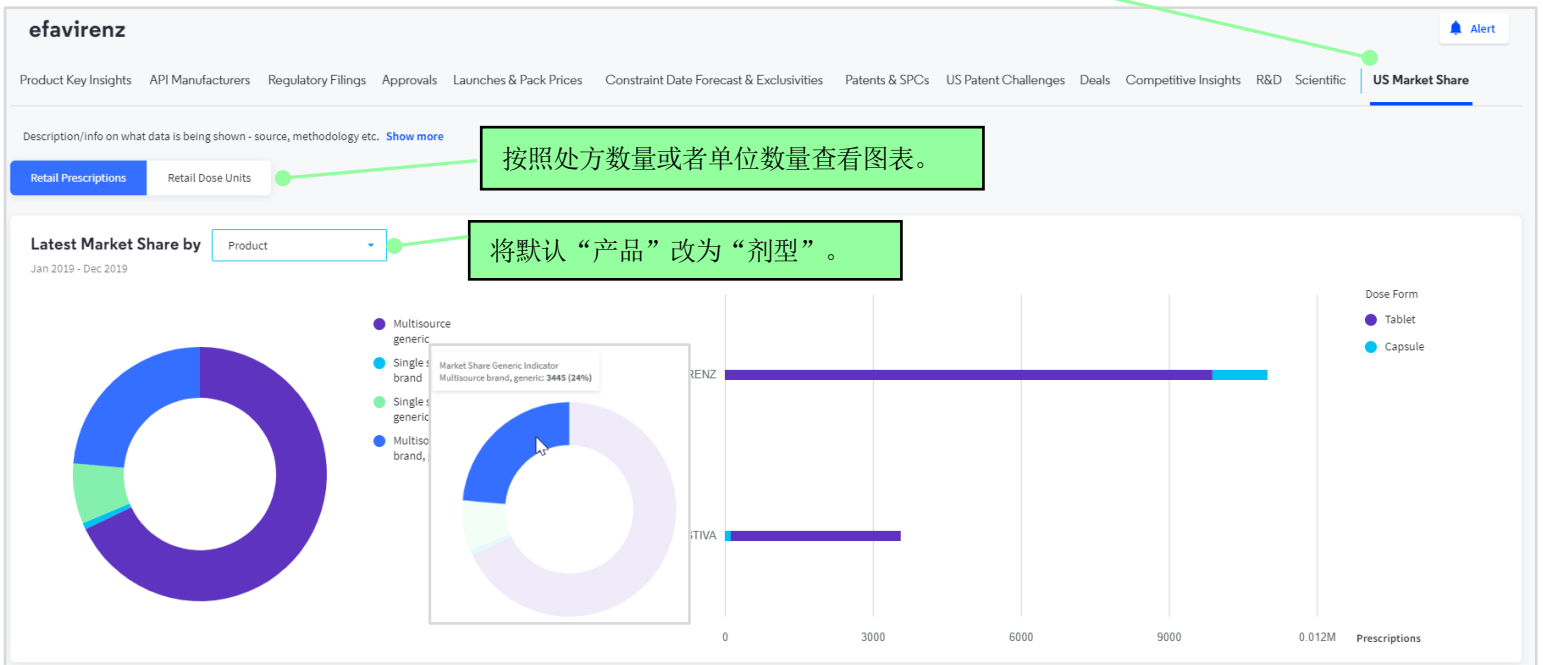 efavirenz
Alert
Product Key Insights API Manufacturers Regulatory Filings Approvals Launches & Pack Prices Constraint Date Forecast & Exclusivities Patents & SPCs US Patent Challenges Deals Competitive Insights R&D Scientific US Market Share
Description/info on what data is being shown - source, methodology etc. Show more
按照处方数量或者单位数量查看图表。
Retail Prescriptions Retail Dose Units
将默认“产品”改为“剂型”。
Latest Market Share by Product
Jan 2019 - Dec 2019
Multisource
generic
Single s
brand
Single s
generic
Multiso
brand,
Market Share Generic Indicator
Multisource brand, generic: 3445 (24%)
RENZ
STIVA
0 3000 6000 9000 0.012M Prescriptions
Dose Form
Tablet
Capsule